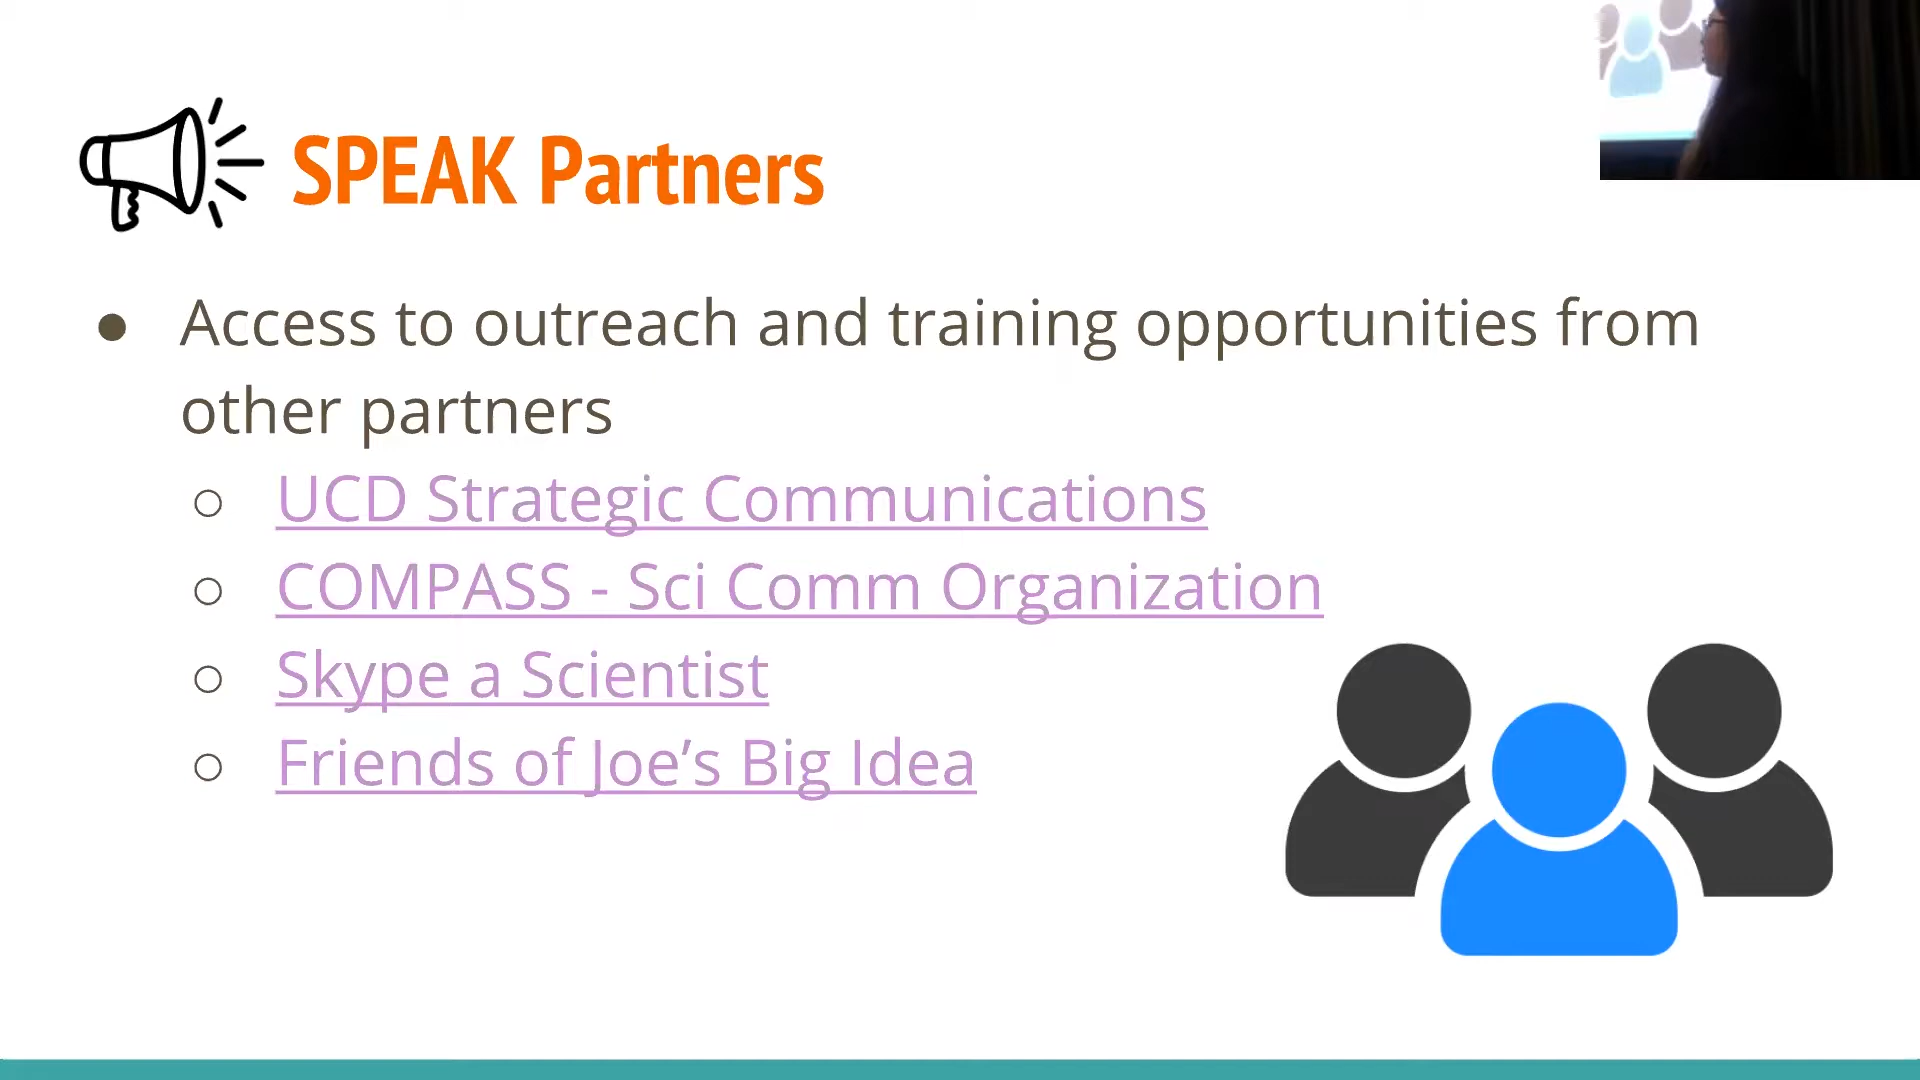 SPEAK Partners
● Access to outreach and training opportunities from
other partners
○ UCD Strategic Communications
○ COMPASS - Sci Comm Organization
○ Skype a Scientist
○ Friends of Joe’s Big Idea